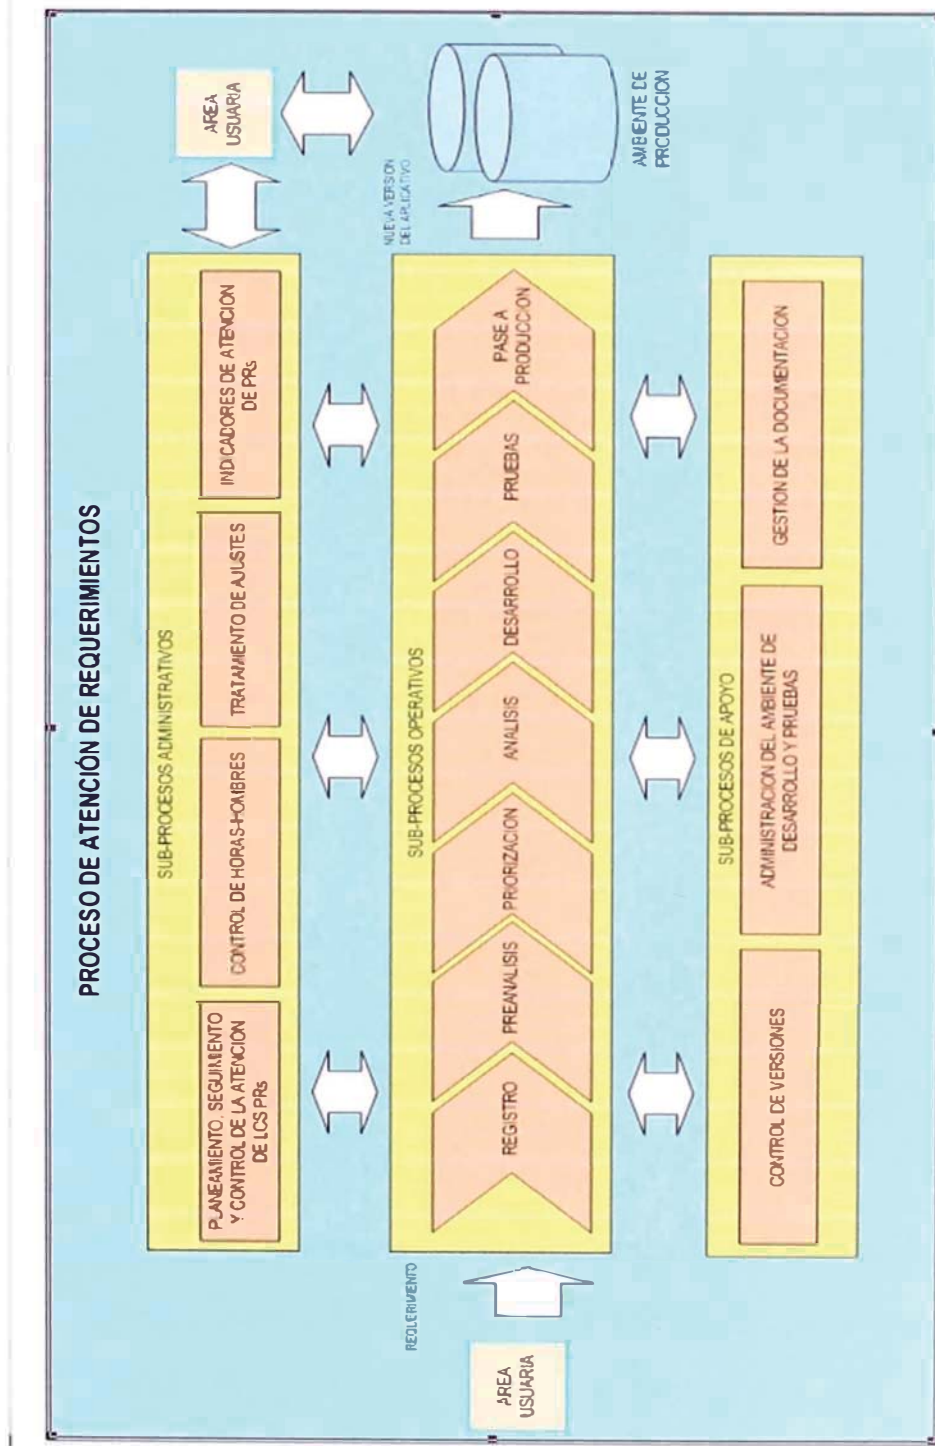 PROCESO DE ATENCIÓN DE REQUERIMIENTOS
SUB-PROCESOS ADMINISTRATIVOS
PLANEAMIENTO, SEGUIMIENTO
Y CONTROL DE LA ATENCIÓN
DE LOS PRs
CONTROL DE HORAS-HOMBRES
TRATAMIENTO DE AJUSTES
INDICADORES DE ATENCION
DE PRs
AREA
USUARIA
REQUERIMIENTO
AREA
USUARIA
SUB-PROCESOS OPERATIVOS
REGISTRO
PREANALISIS
PRIORIZACION
ANALISIS
DESARROLLO
PRUEBAS
PASE A
PRODUCCION
NUEVA VERSION
DEL APLICATIVO
AMBIENTE DE
PRODUCCION
SUB-PROCESOS DE APOYO
CONTROL DE VERSIONES
ADMINISTRACION DEL AMBIENTE DE
DESARROLLO Y PRUEBAS
GESTION DE LA DOCUMENTACION